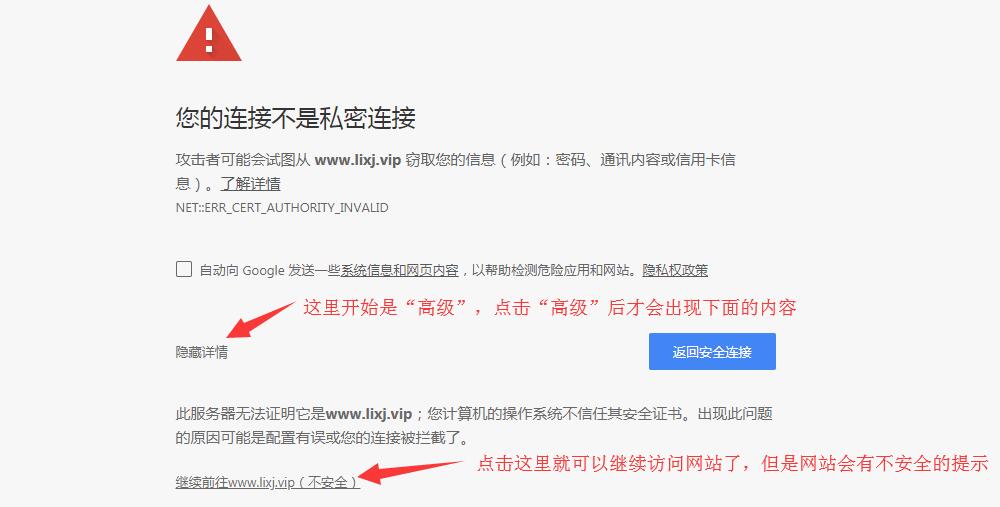 您的连接不是私密连接
攻击者可能会试图从 www.lixj.vip 窃取您的信息（例如：密码、通讯内容或信用卡信
息）。了解详情
NET::ERR_CERT_AUTHORITY_INVALID
自动向 Google 发送一些系统信息和网页内容，以帮助检测危险应用和网站。隐私权政策
这里开始是“高级”，点击“高级”后才会出现下面的内容
隐藏详情
返回安全连接
此服务器无法证明它是www.lixj.vip；您计算机的操作系统不信任其安全证书。出现此问题
的原因可能是配置有误或您的连接被拦截了。
点击这里就可以继续访问网站了，但是网站会有不安全的提示
继续前往www.lixj.vip（不安全）